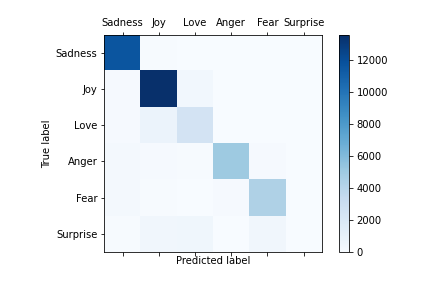 Sadness Joy Love Anger Fear Surprise
Sadness
Joy
Love
Anger
Fear
Surprise
True label
Predicted label
12000
10000
8000
6000
4000
2000
0